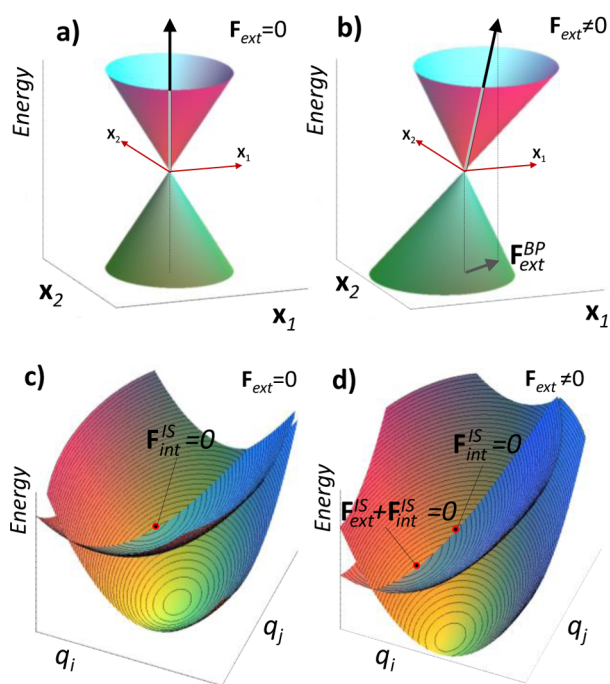 a)
F_ext=0
Energy
x_2
x_1
x_2
x_1
b)
F_ext≠0
Energy
x_2
x_1
F_ext^BP
x_2
x_1
c)
F_ext=0
F_int^IS=0
Energy
q_i
q_j
d)
F_ext≠0
F_int^IS=0
F_ext^IS+F_int^IS=0
Energy
q_i
q_j